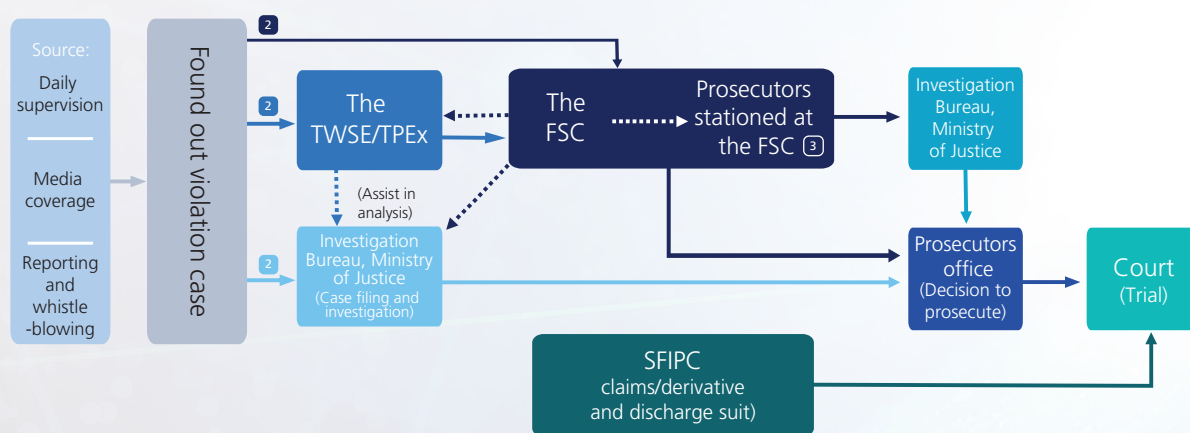 Source:
Daily
supervision
Media
coverage
Reporting
and
whistle
-blowing
Found out violation case
2
2
2
The
TWSE/TPEx
(Assist in
analysis)
Investigation
Bureau, Ministry
of Justice
(Case filing and
investigation)
The
FSC
Prosecutors
stationed at
the FSC 3
Investigation
Bureau,
Ministry
of Justice
Prosecutors
office
(Decision to
prosecute)
Court
(Trial)
SFIPC
claims/derivative
and discharge suit)